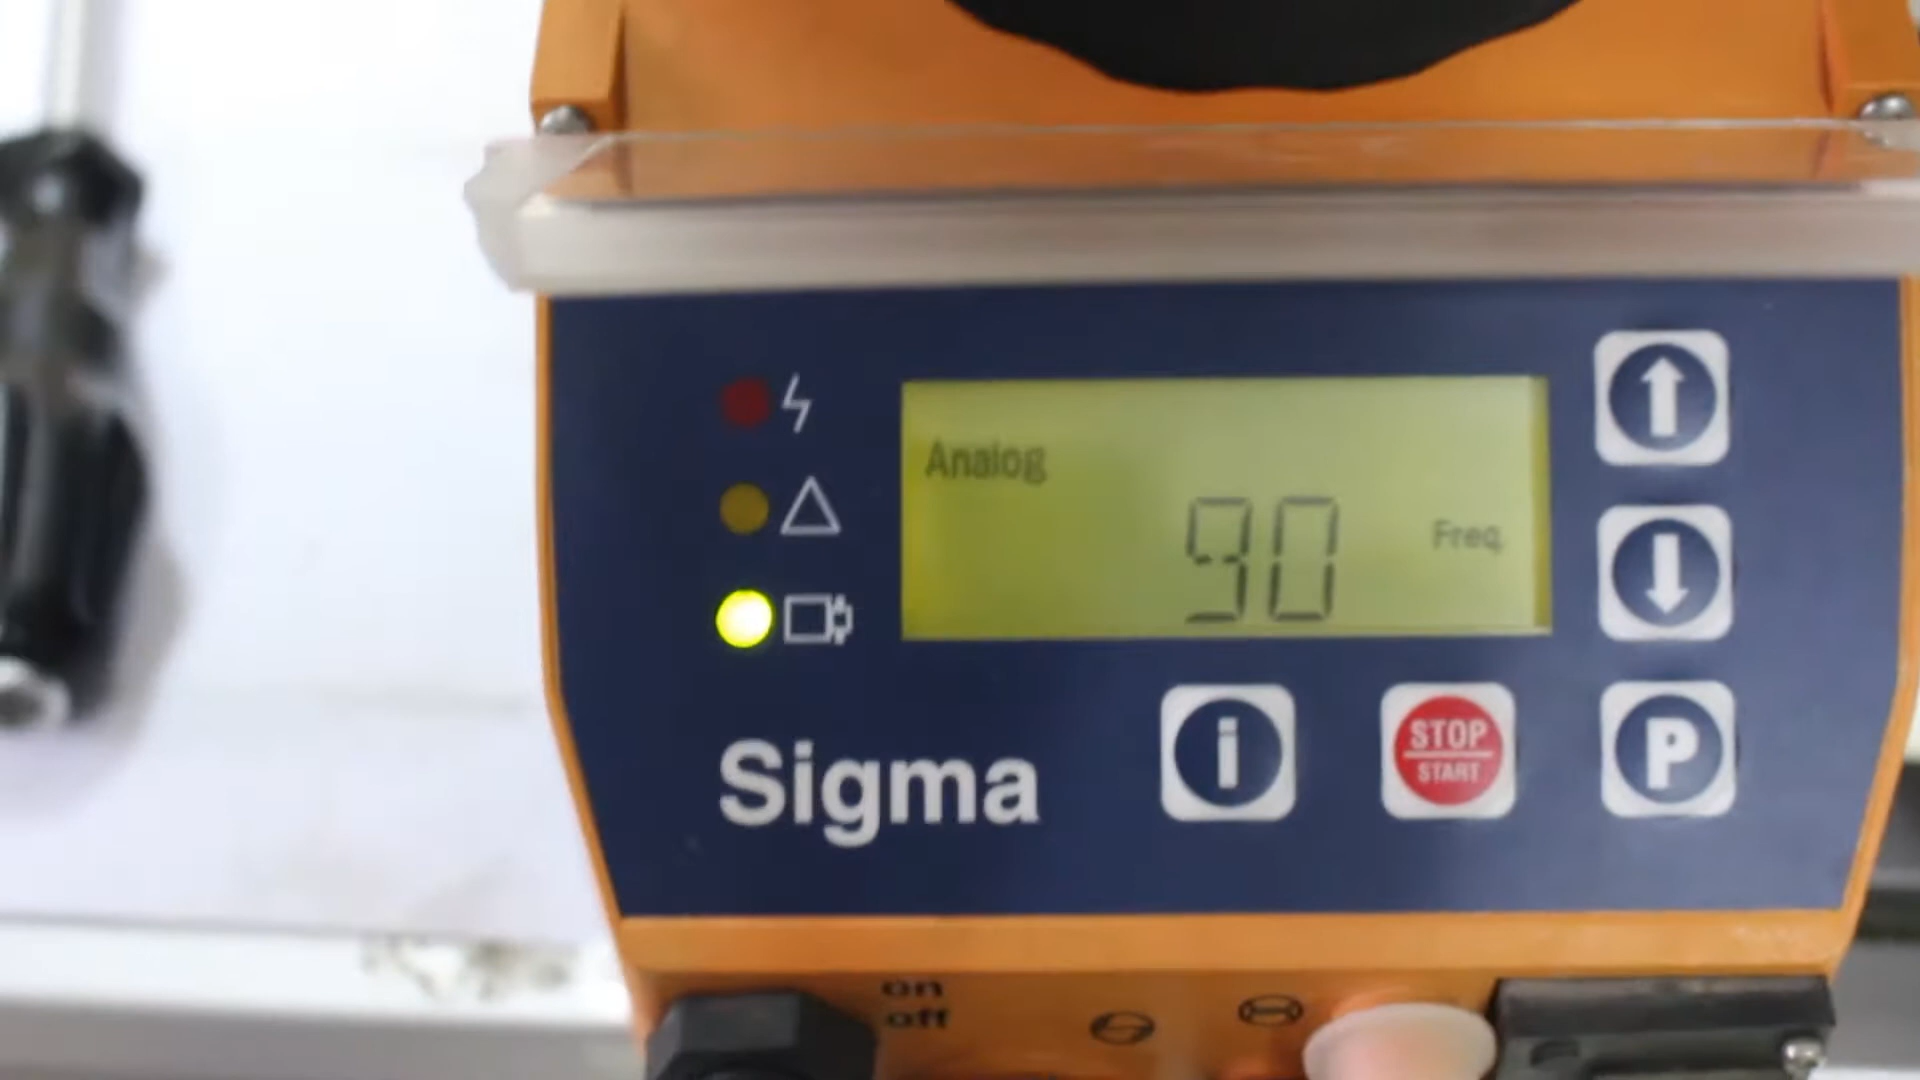 Analog
90 Freq.
Sigma
i
STOP
START
P
on
off